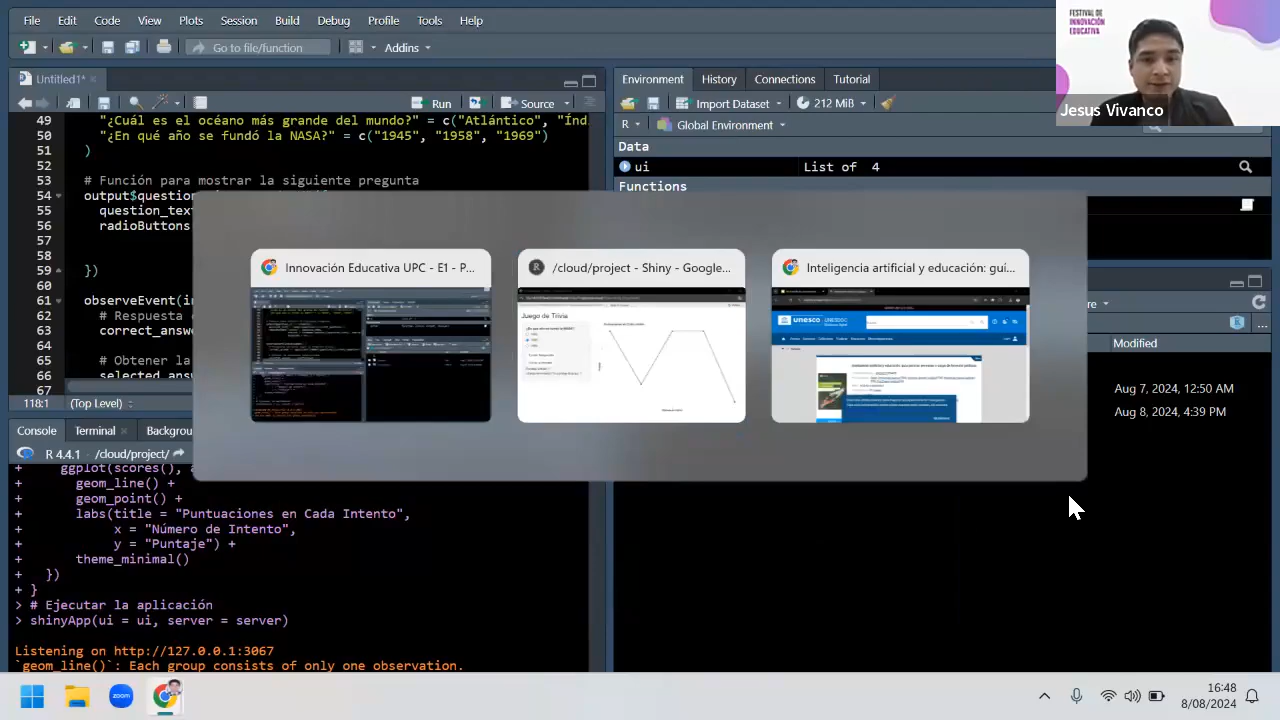 File Edit Code View Plots Session Build Debug Profile Tools Help
Go to file/function Addins
FESTIVAL DE
INNOVACIÓN
EDUCATIVA
Jesus Vivanco
Untitled1*
Run Source
49 "¿Cuál es el océano más grande del mundo?" = c("Atlántico", "Índ
50 "¿En qué año se fundó la NASA?" = c("1945", "1958", "1969")
51 )
52
53 # Función para mostrar la siguiente pregunta
54 output$question
55 question_text
56 radioButtons
57
58
59 })
60
61 observeEvent(in
62 # Respuesta
63 correct_answ
64
65 # Obtener la
66 selected_ans
67
118:1 (Top Level)
Console Terminal Backgrou
R 4.4.1 · /cloud/project/
+ ggplot(scores(), a
+ geom_line() +
+ geom_point() +
+ labs(title = "Puntuaciones en Cada Intento",
+ x = "Número de Intento",
+ y = "Puntaje") +
+ theme_minimal()
+ })
+ }
> # Ejecutar la aplicación
> shinyApp(ui = ui, server = server)
Listening on http://127.0.0.1:3067
`geom_line()`: Each group consists of only one observation.
Environment History Connections Tutorial
Import Dataset 212 MiB
R Global Environment
Data
ui List of 4
Functions
re
Modified
Aug 7, 2024, 12:50 AM
Aug 8, 2024, 4:39 PM
Innovación Educativa UPC - E1 - P...
/cloud/project - Shiny - Google...
Juego de Trivia
Inteligencia artificial y educación: guí...
unesco
zoom
16:48
8/08/2024